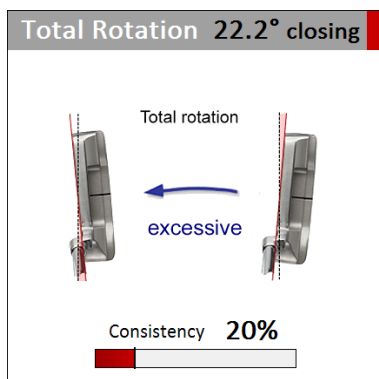 Total Rotation 22.2° closing
Total rotation
excessive
Consistency 20%